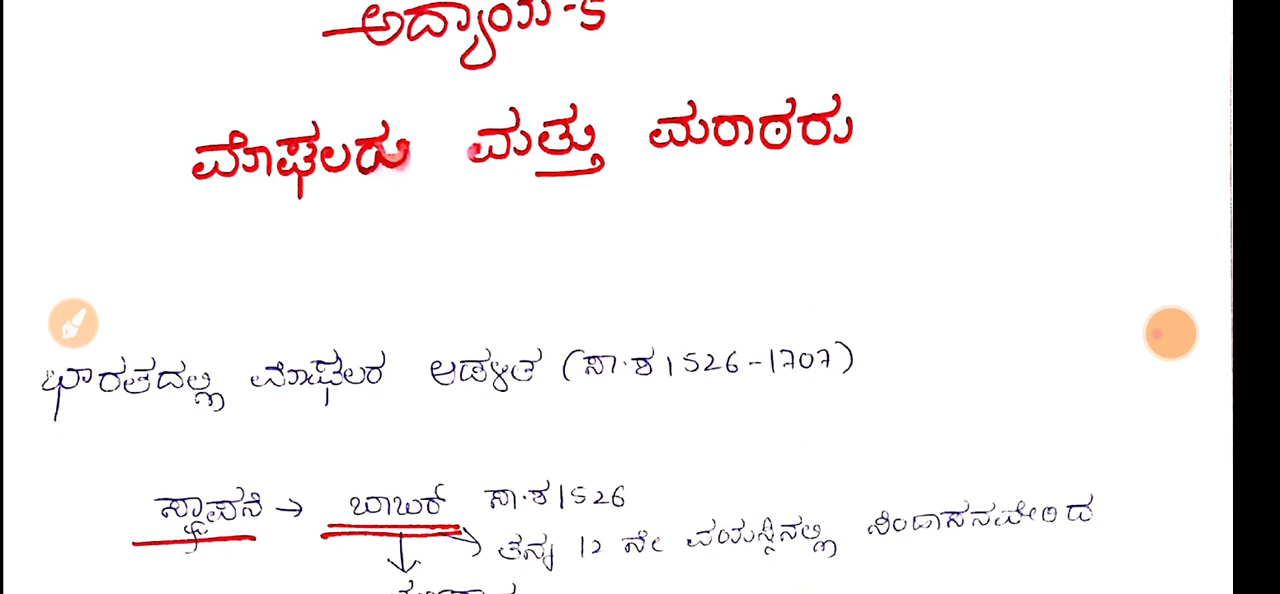 ಅಧ್ಯಾಯ-5
ಮೊಘಲರು ಮತ್ತು ಮರಾಠರು
ಭಾರತದಲ್ಲಿ ಮೊಘಲರ ಆಡಳಿತ (ಸಾ.ಶ 1526-1707)
ಸ್ಥಾಪನೆ → ಬಾಬರ್ ಸಾ.ಶ 1526
ತನ್ನ 12 ನೇ ವಯಸ್ಸಿನಲ್ಲಿ ಸಿಂಹಾಸನವೇರಿದ